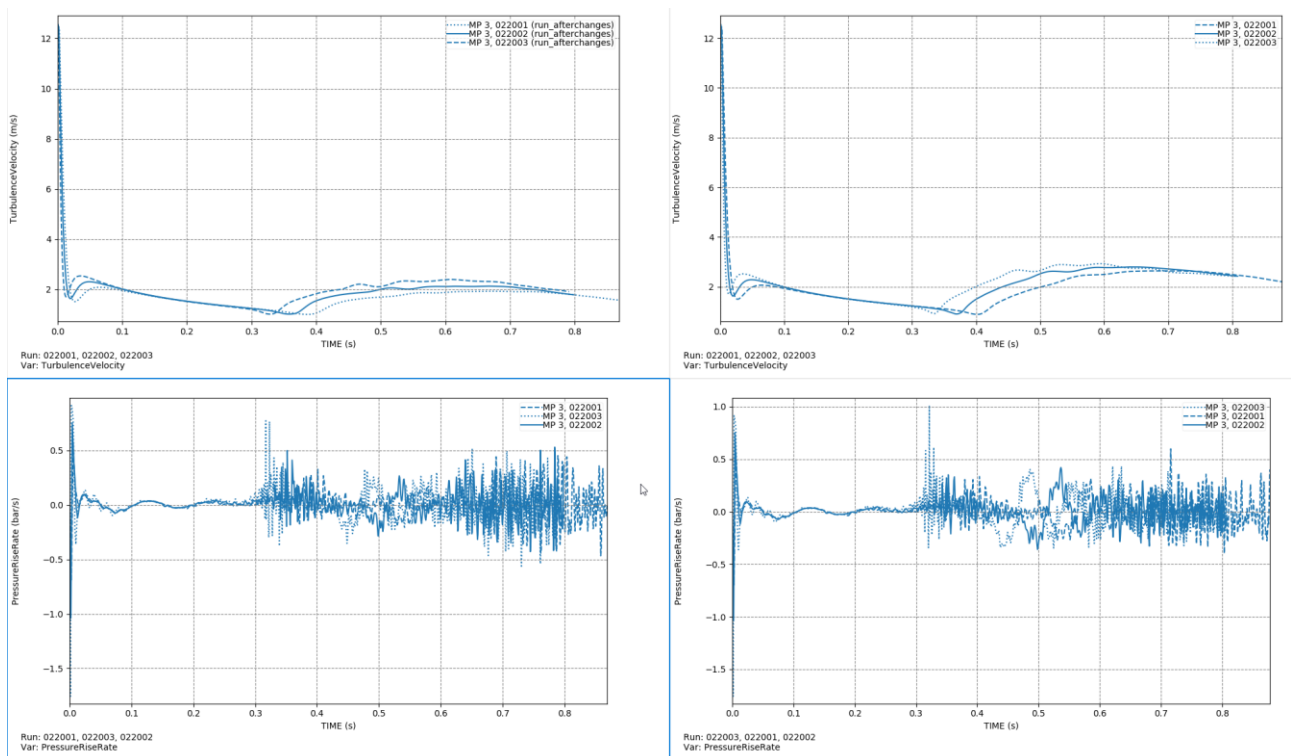 MP 3, 022001 (run_afterchanges)
MP 3, 022002 (run_afterchanges)
MP 3, 022003 (run_afterchanges)
12
10
8
6
4
2
TurbulenceVelocity (m/s)
0.0 0.1 0.2 0.3 0.4 0.5 0.6 0.7 0.8
TIME (s)
Run: 022001, 022002, 022003
Var: TurbulenceVelocity
MP 3, 022001
MP 3, 022002
MP 3, 022003
12
10
8
6
4
2
TurbulenceVelocity (m/s)
0.0 0.1 0.2 0.3 0.4 0.5 0.6 0.7 0.8
TIME (s)
Run: 022001, 022002, 022003
Var: TurbulenceVelocity
MP 3, 022001
MP 3, 022003
MP 3, 022002
0.5
0.0
−0.5
−1.0
−1.5
PressureRiseRate (bar/s)
0.0 0.1 0.2 0.3 0.4 0.5 0.6 0.7 0.8
TIME (s)
Run: 022001, 022003, 022002
Var: PressureRiseRate
MP 3, 022003
MP 3, 022001
MP 3, 022002
1.0
0.5
0.0
−0.5
−1.0
−1.5
PressureRiseRate (bar/s)
0.0 0.1 0.2 0.3 0.4 0.5 0.6 0.7 0.8
TIME (s)
Run: 022003, 022001, 022002
Var: PressureRiseRate